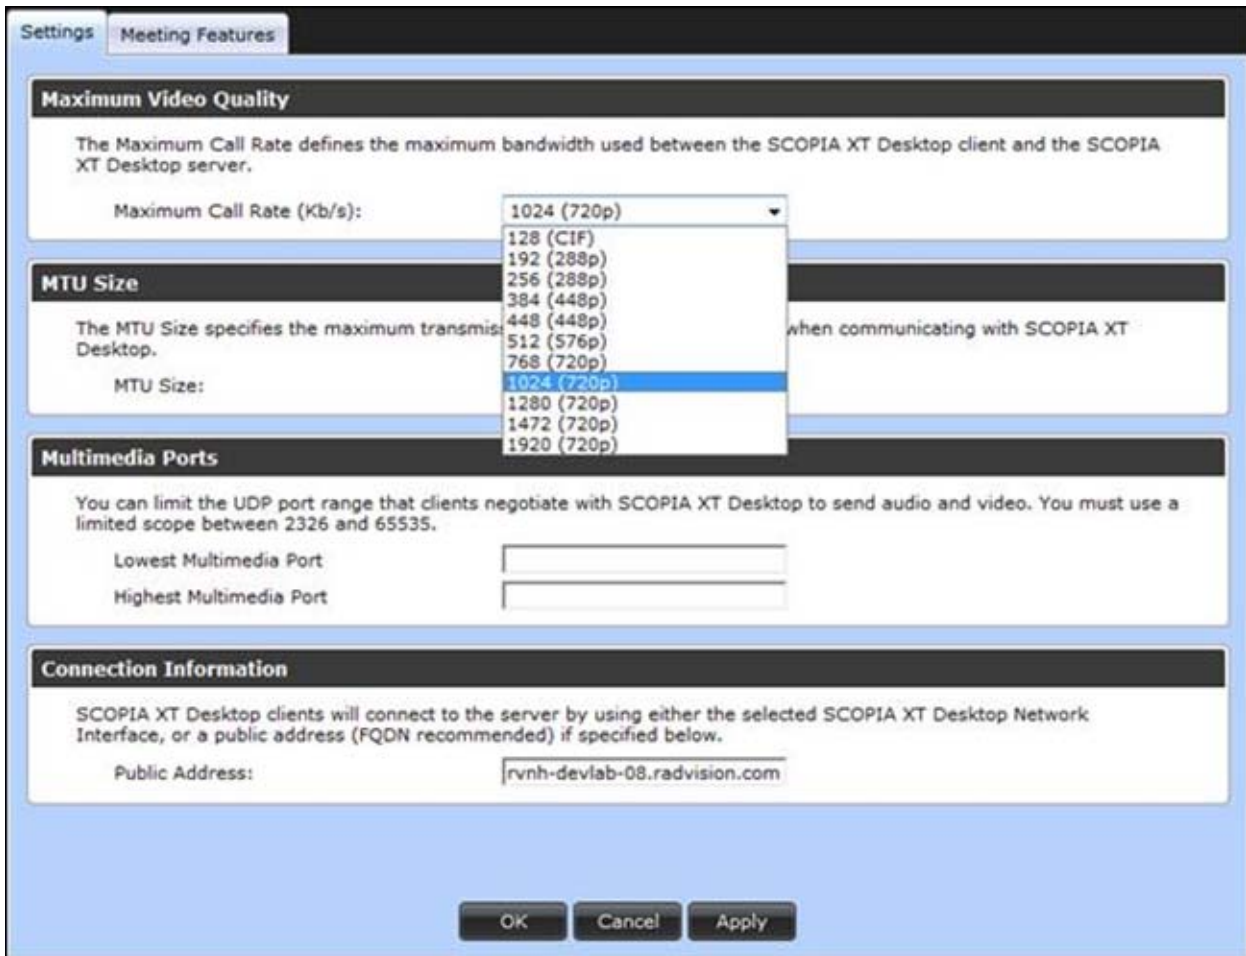 Settings
Meeting Features
Maximum Video Quality
The Maximum Call Rate defines the maximum bandwidth used between the SCOPIA XT Desktop client and the SCOPIA
XT Desktop server.
Maximum Call Rate (Kb/s):
1024 (720p)
128 (CIF)
192 (288p)
256 (288p)
384 (448p)
448 (448p)
512 (576p)
768 (720p)
1024 (720p)
1280 (720p)
1472 (720p)
1920 (720p)
MTU Size
The MTU Size specifies the maximum when communicating with SCOPIA XT
Desktop.
MTU Size:
Multimedia Ports
You can limit the UDP port range that clients negotiate with SCOPIA XT Desktop to send audio and video. You must use a
limited scope between 2326 and 65535.
Lowest Multimedia Port
Highest Multimedia Port
Connection Information
SCOPIA XT Desktop clients will connect to the server by using either the selected SCOPIA XT Desktop Network
Interface, or a public address (FQDN recommended) if specified below.
Public Address:
rvnh-devlab-08.radvision.com
OK
Cancel
Apply